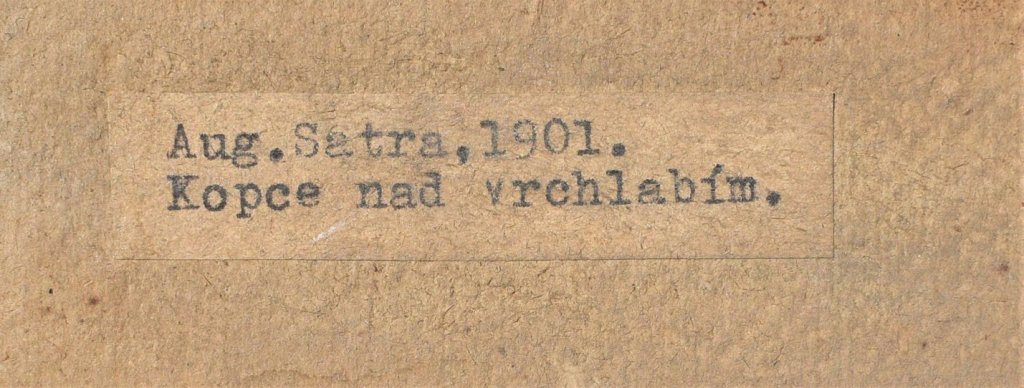 Aug.Satra,1901.
Kopce nad vrchlabím.